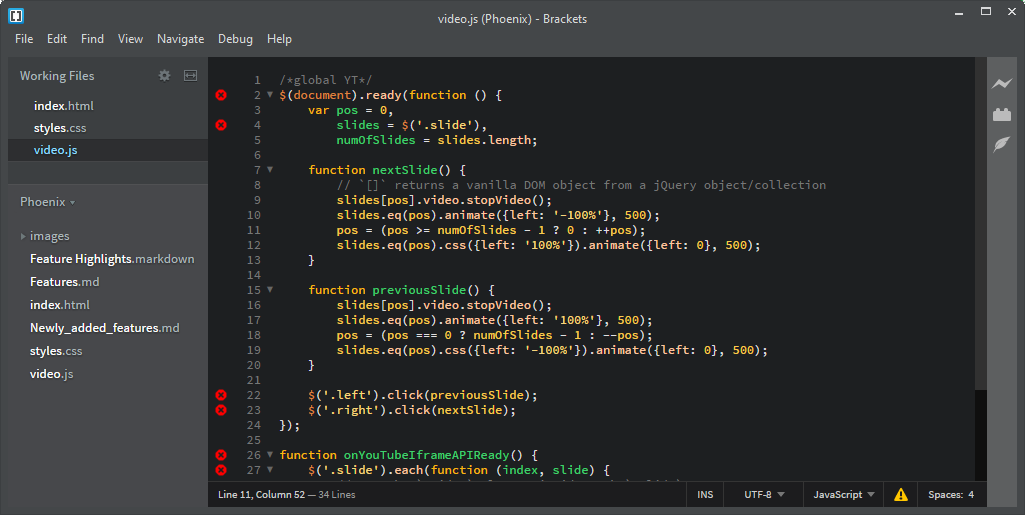 video.js (Phoenix) - Brackets
File Edit Find View Navigate Debug Help
Working Files
index.html
styles.css
video.js
Phoenix
images
Feature Highlights.markdown
Features.md
index.html
Newly_added_features.md
styles.css
video.js
1 /*global YT*/
2 $(document).ready(function () {
3 var pos = 0,
4 slides = $('.slide'),
5 numOfSlides = slides.length;
6
7 function nextSlide() {
8 // `[]` returns a vanilla DOM object from a jQuery object/collection
9 slides[pos].video.stopVideo();
10 slides.eq(pos).animate({left: '-100%'}, 500);
11 pos = (pos >= numOfSlides - 1 ? 0 : ++pos);
12 slides.eq(pos).css({left: '100%'}).animate({left: 0}, 500);
13 }
14
15 function previousSlide() {
16 slides[pos].video.stopVideo();
17 slides.eq(pos).animate({left: '100%'}, 500);
18 pos = (pos === 0 ? numOfSlides - 1 : --pos);
19 slides.eq(pos).css({left: '-100%'}).animate({left: 0}, 500);
20 }
21
22 $('.left').click(previousSlide);
23 $('.right').click(nextSlide);
24 });
25
26 function onYouTubeIframeAPIReady() {
27 $('.slide').each(function (index, slide) {
Line 11, Column 52 — 34 Lines INS UTF-8 JavaScript Spaces: 4